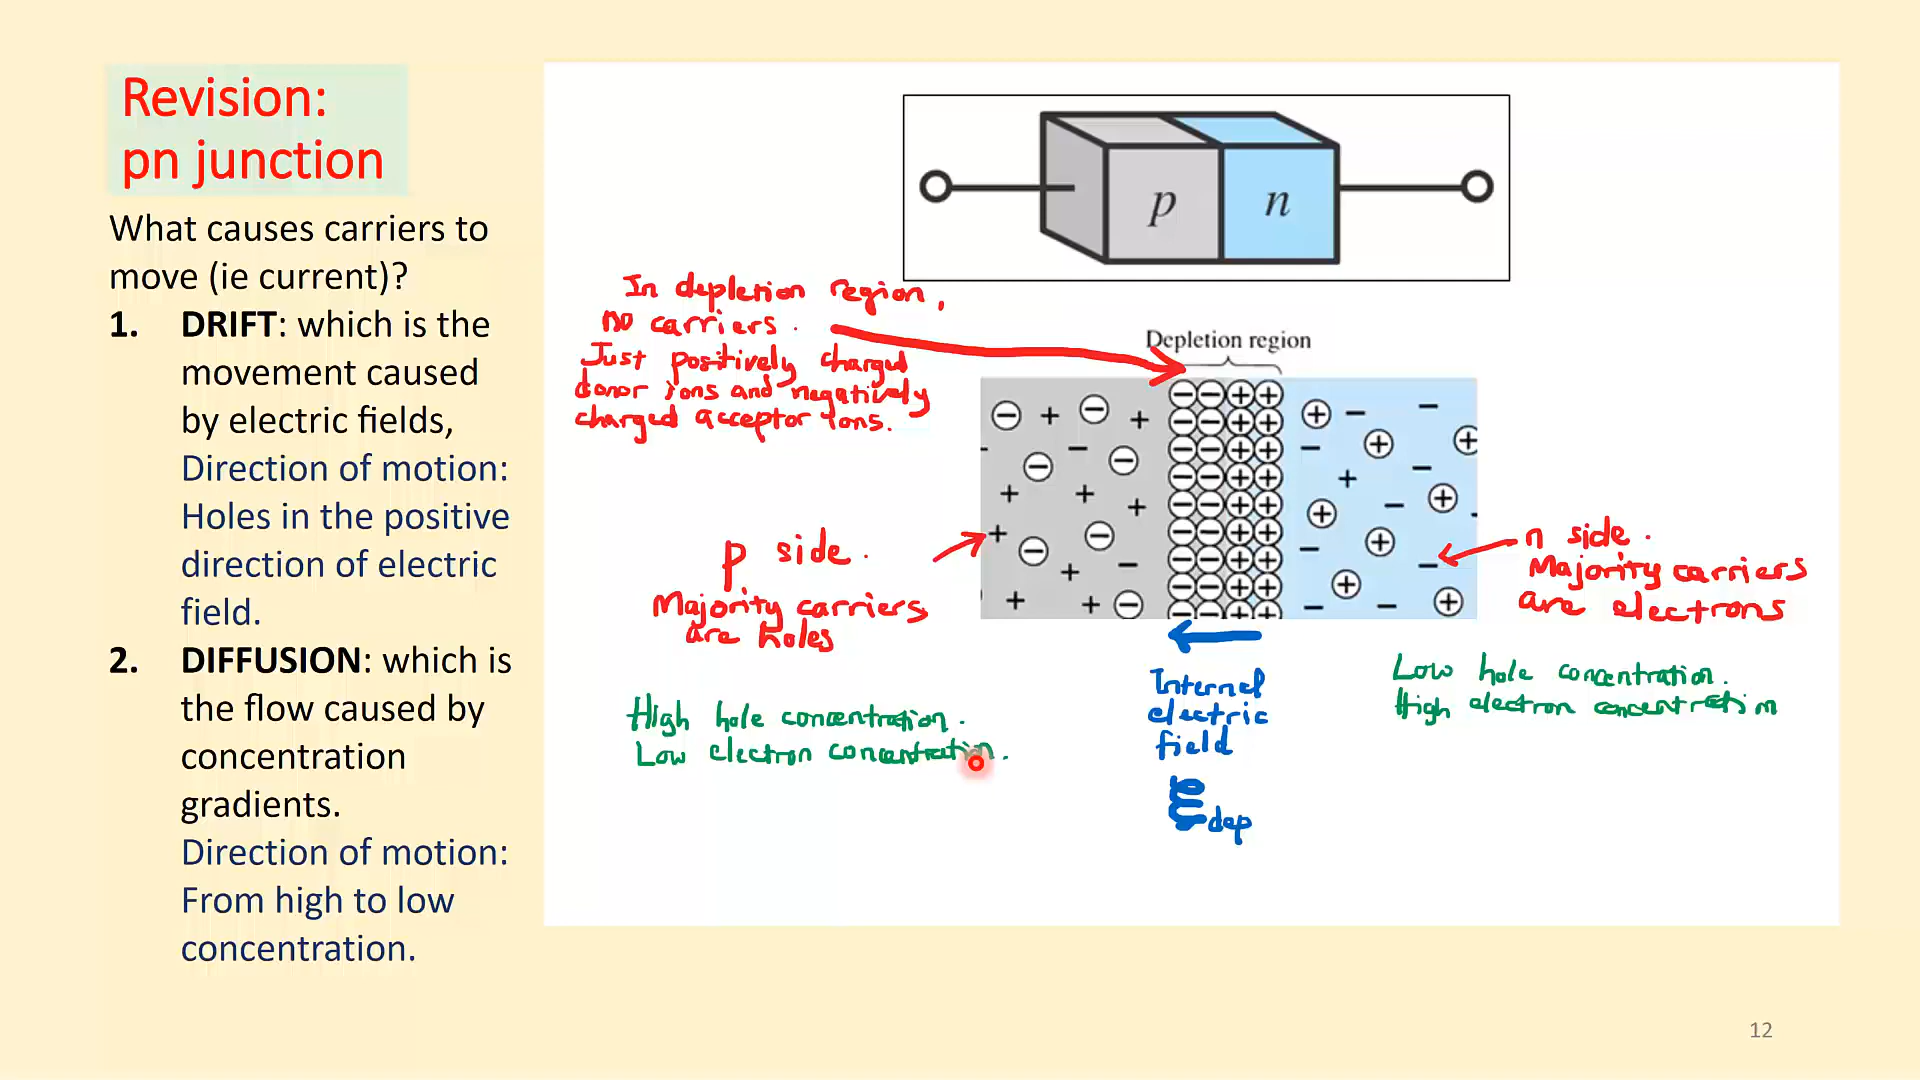 Revision:
pn junction
What causes carriers to
move (ie current)?
1. DRIFT: which is the
movement caused
by electric fields,
Direction of motion:
Holes in the positive
direction of electric
field.
2. DIFFUSION: which is
the flow caused by
concentration
gradients.
Direction of motion:
From high to low
concentration.
p n
In depletion region,
no carriers.
Just positively charged
donor ions and negatively
charged acceptor ions.
Depletion region
p side.
Majority carriers
are holes
n side.
Majority carriers
are electrons
High hole concentration.
Low electron concentration.
Internel
electric
field
ξdep
Low hole concentration.
High electron concentration
12